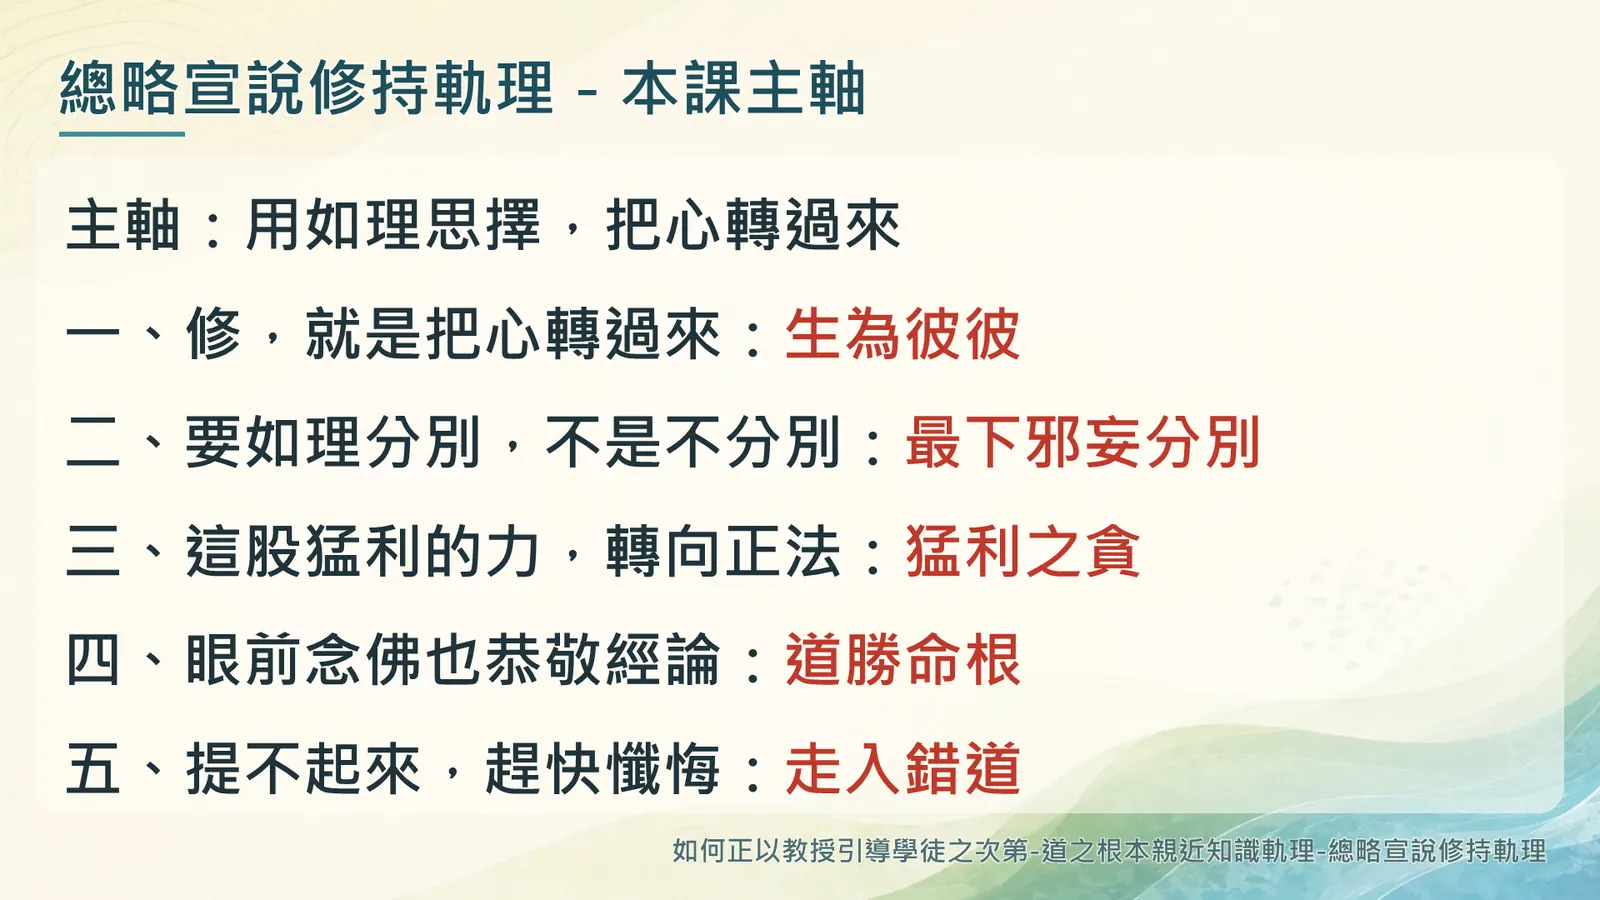 總略宣說修持軌理 - 本課主軸
主軸：用如理思擇，把心轉過來
一、修，就是把心轉過來：生為彼彼
二、要如理分別，不是不分別：最下邪妄分別
三、這股猛利的力，轉向正法：猛利之貪
四、眼前念佛也恭敬經論：道勝命根
五、提不起來，趕快懺悔：走入錯道
如何正以教授引導學徒之次第-道之根本親近知識軌理-總略宣說修持軌理